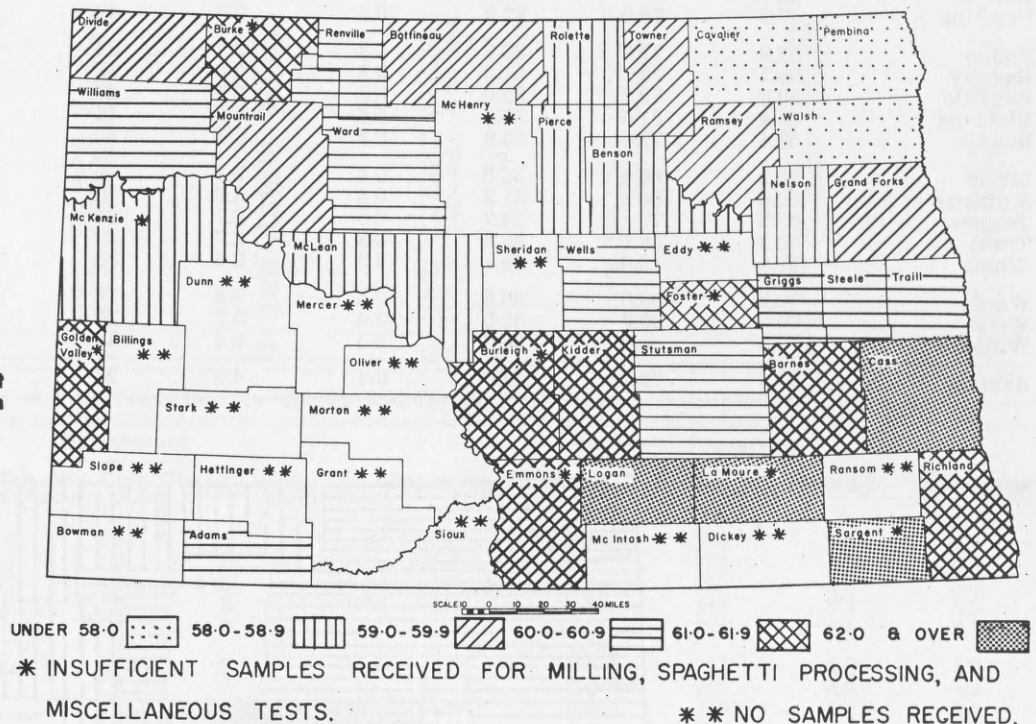 Divide
Burke *
Renville
Bottineau
Rolette
Towner
Cavalier
Pembina
Williams
Mountrail
Ward
McHenry * *
Pierce
Benson
Ramsey
Walsh
Nelson
Grand Forks
McKenzie *
McLean
Sheridan * *
Wells
Eddy * *
Dunn * *
Mercer * *
Foster *
Griggs
Steele
Traill
Golden Valley *
Billings * *
Oliver * *
Burleigh *
Kidder
Stutsman
Barnes
Cass
Stark * *
Morton * *
Slope * *
Hettinger * *
Grant * *
Emmons *
Logan
La Moure *
Ransom * *
Richland
Bowman * *
Adams
Sioux * *
Mc Intosh * *
Dickey * *
Sargent *
SCALE 10 0 10 20 30 40 MILES
UNDER 58.0 58.0-58.9 59.0-59.9 60.0-60.9 61.0-61.9 62.0 & OVER
* INSUFFICIENT SAMPLES RECEIVED FOR MILLING, SPAGHETTI PROCESSING, AND
MISCELLANEOUS TESTS. * * NO SAMPLES RECEIVED.